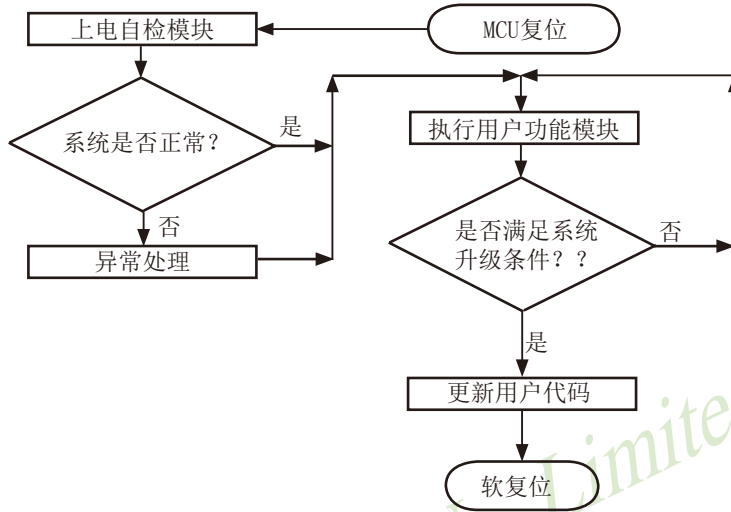 MCU复位
上电自检模块
系统是否正常?
是
否
异常处理
执行用户功能模块
是否满足系统
升级条件??
否
是
更新用户代码
软复位
Limite